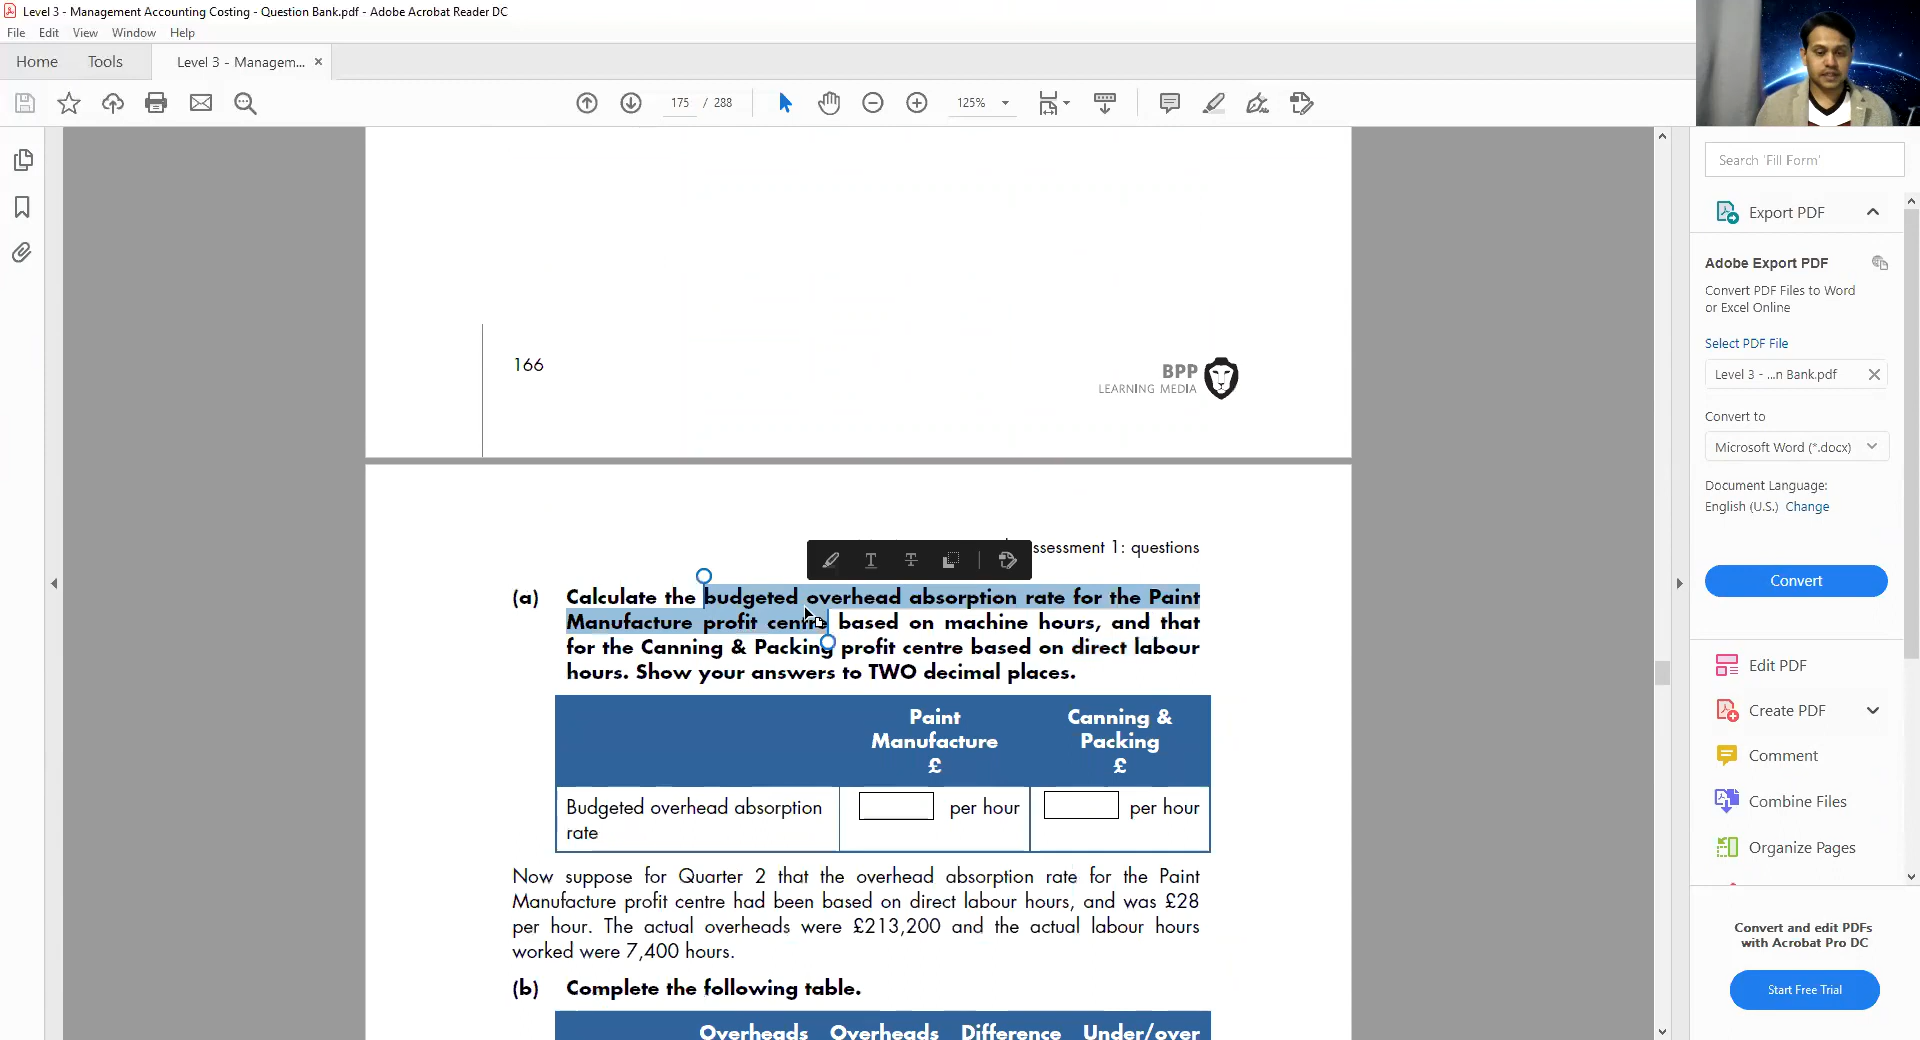 Level 3 - Management Accounting Costing - Question Bank.pdf - Adobe Acrobat Reader DC
File Edit View Window Help
Home Tools Level 3 - Managem... ×
175 / 288 125%
Search 'Fill Form'
Export PDF
Adobe Export PDF
Convert PDF Files to Word
or Excel Online
Select PDF File
Level 3 - ...n Bank.pdf
Convert to
Microsoft Word (*.docx)
Document Language:
English (U.S.) Change
Convert
Edit PDF
Create PDF
Comment
Combine Files
Organize Pages
Convert and edit PDFs
with Acrobat Pro DC
Start Free Trial
166
BPP
LEARNING MEDIA
ssessment 1: questions
(a) Calculate the budgeted overhead absorption rate for the Paint
Manufacture profit centre based on machine hours, and that
for the Canning & Packing profit centre based on direct labour
hours. Show your answers to TWO decimal places.
Paint
Manufacture
£
Canning &
Packing
£
Budgeted overhead absorption
rate
per hour
per hour
Now suppose for Quarter 2 that the overhead absorption rate for the Paint
Manufacture profit centre had been based on direct labour hours, and was £28
per hour. The actual overheads were £213,200 and the actual labour hours
worked were 7,400 hours.
(b) Complete the following table.
Overheads Overheads Difference Under/over